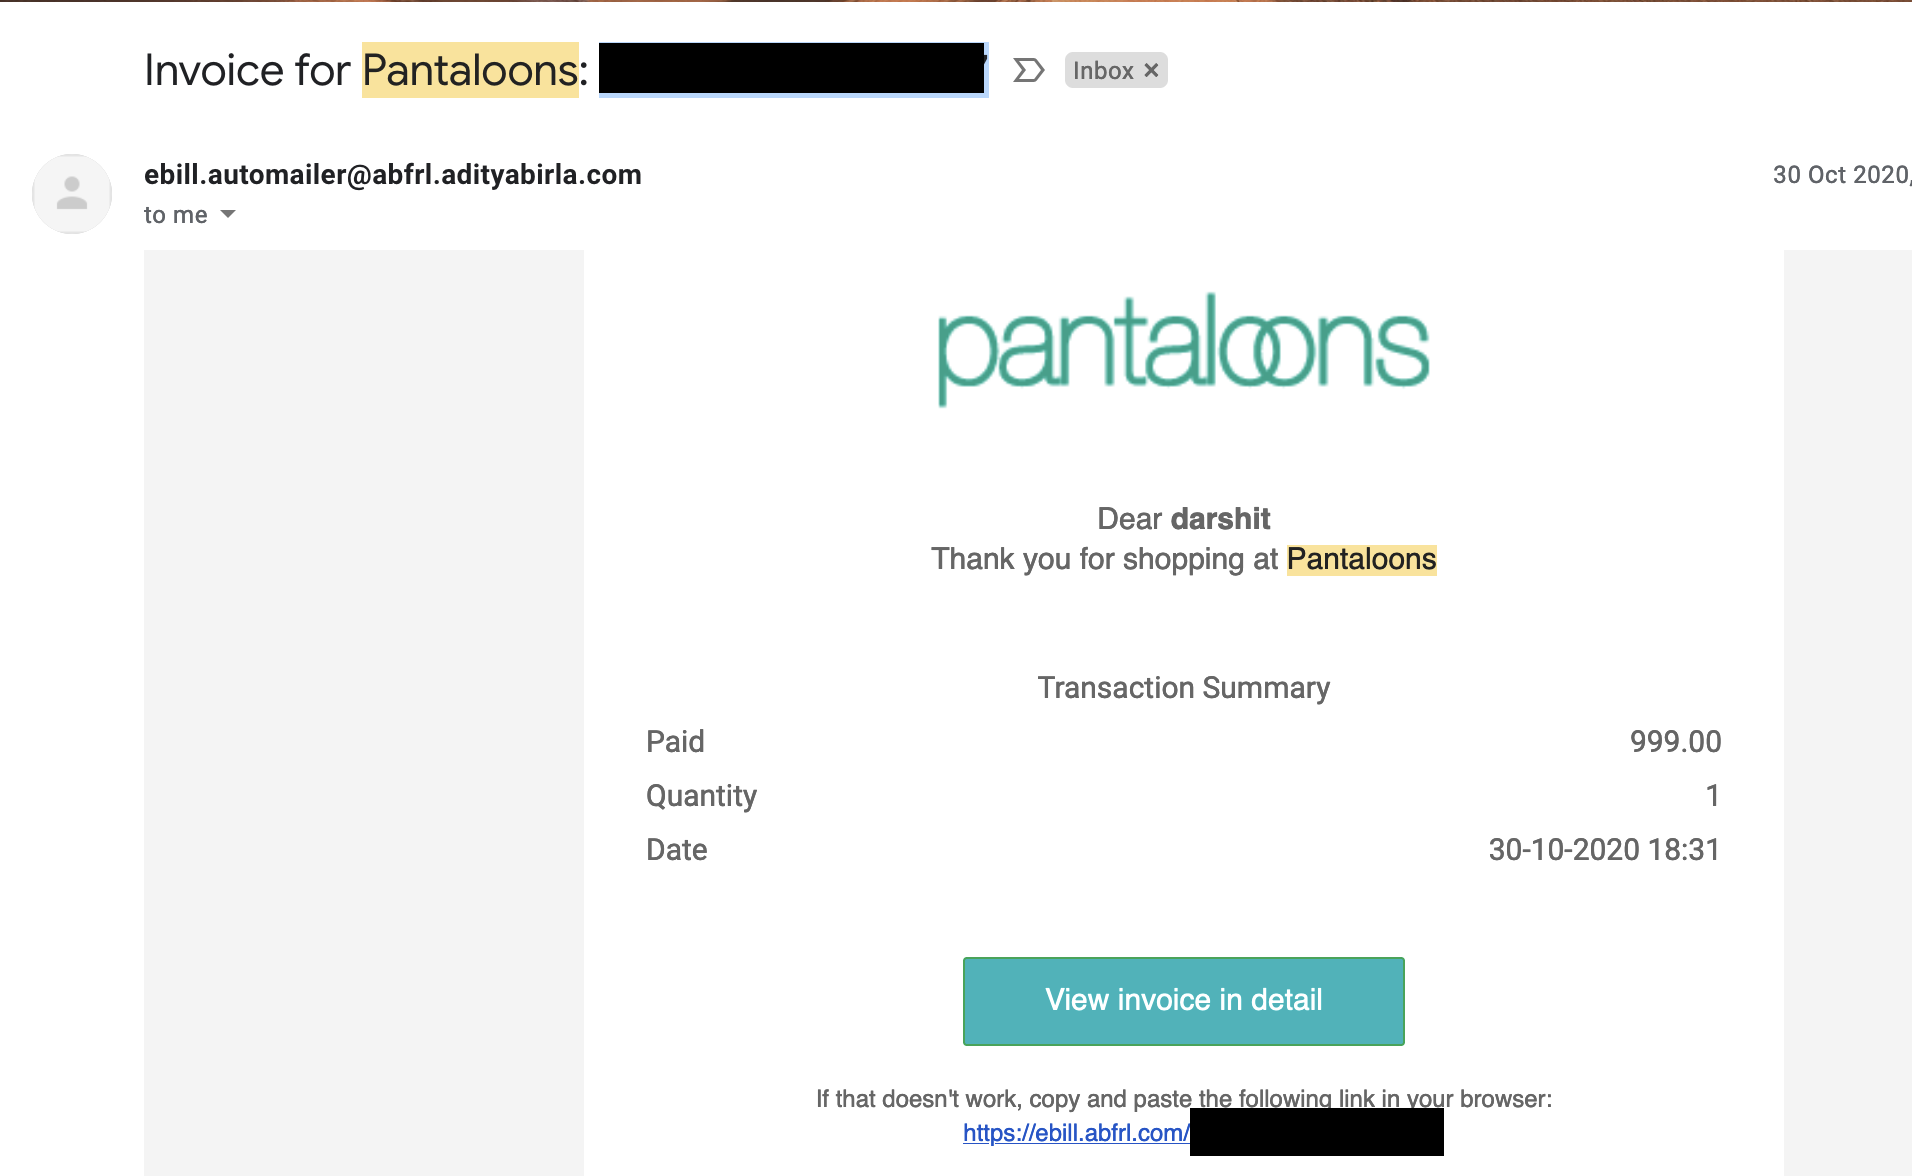 Invoice for Pantaloons:
Inbox
ebill.automailer@abfrl.adityabirla.com
30 Oct 2020,
to me
pantaloons
Dear darshit
Thank you for shopping at Pantaloons
Transaction Summary
Paid 999.00
Quantity 1
Date 30-10-2020 18:31
View invoice in detail
If that doesn't work, copy and paste the following link in your browser:
https://ebill.abfrl.com/